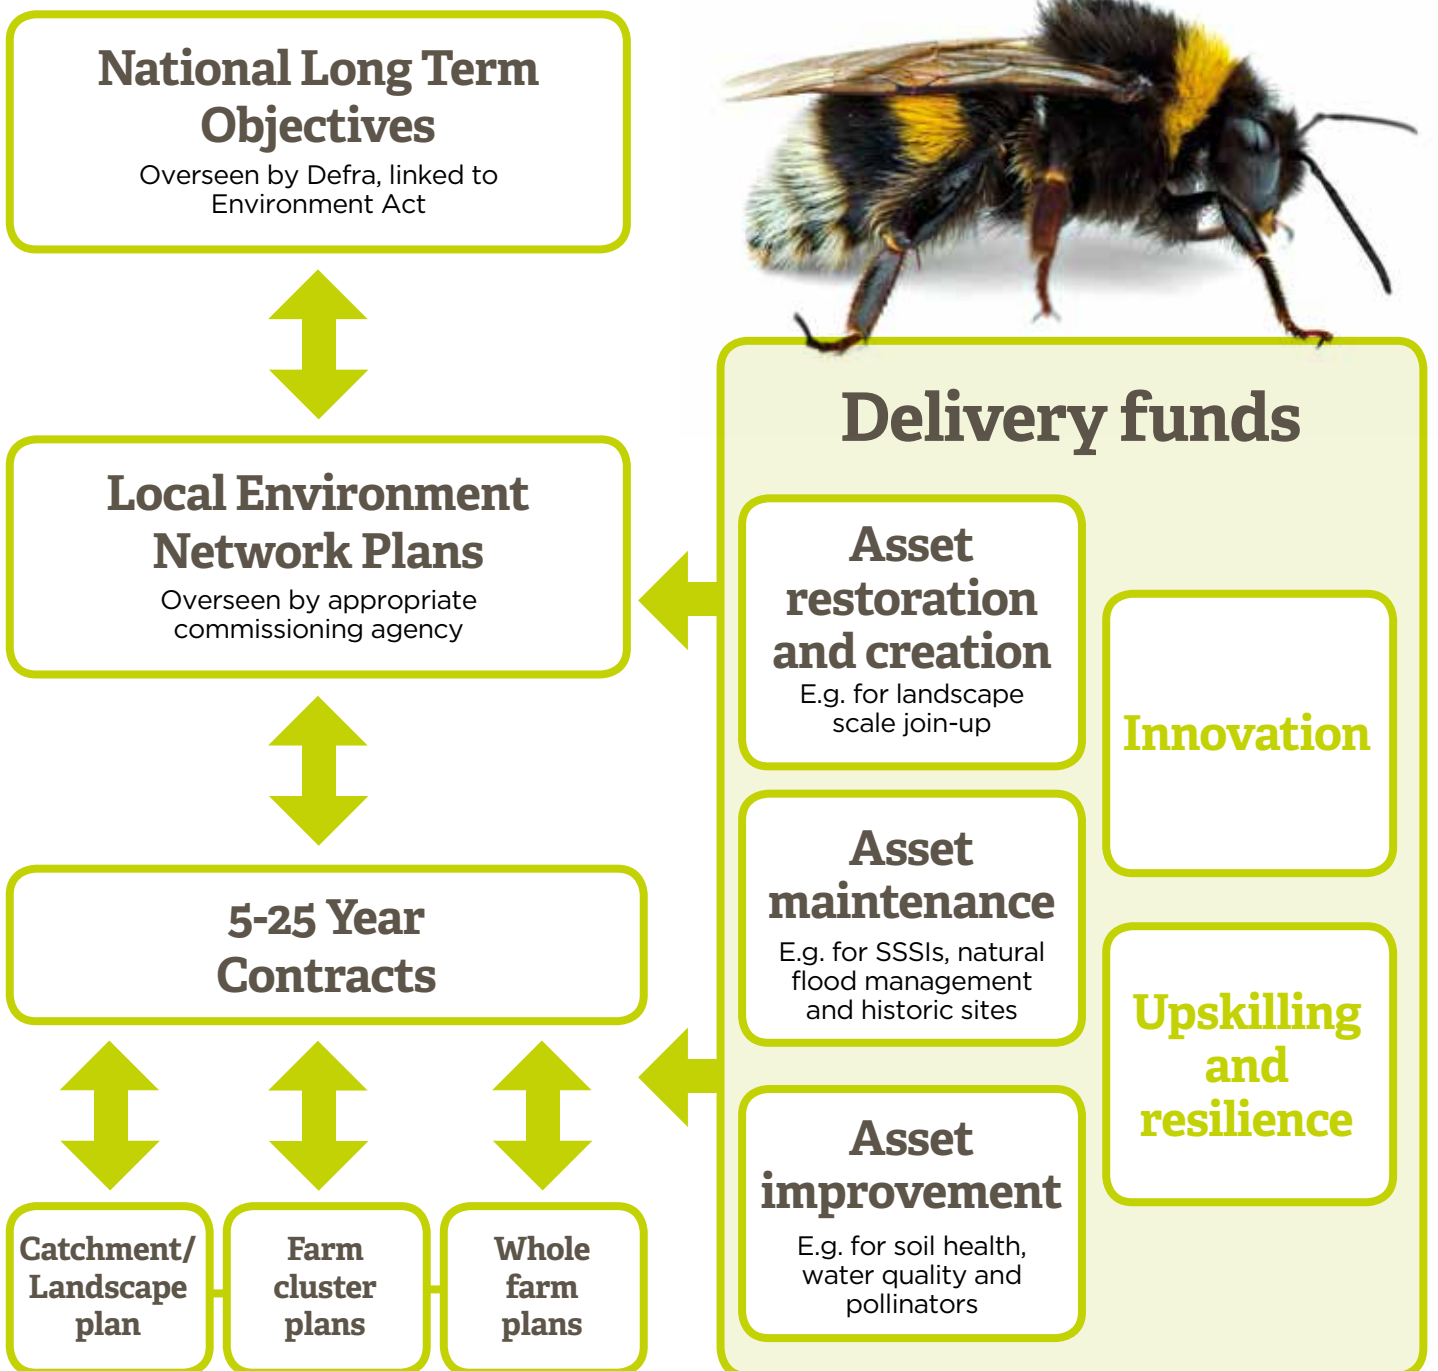 National Long Term
Objectives
Overseen by Defra, linked to
Environment Act
Local Environment
Network Plans
Overseen by appropriate
commissioning agency
5-25 Year
Contracts
Catchment/
Landscape
plan
Farm
cluster
plans
Whole
farm
plans
Delivery funds
Asset
restoration
and creation
E.g. for landscape
scale join-up
Asset
maintenance
E.g. for SSSIs, natural
flood management
and historic sites
Asset
improvement
E.g. for soil health,
water quality and
pollinators
Innovation
Upskilling
and
resilience